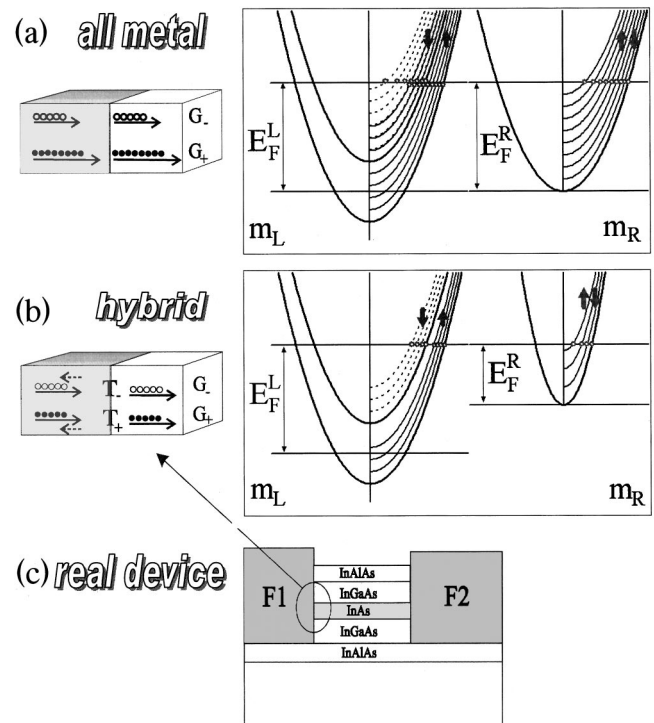 (a) all metal
G₋
G₊
E_F^L
E_F^R
m_L
m_R
(b) hybrid
T₋ G₋
T₊ G₊
E_F^L
E_F^R
m_L
m_R
(c) real device
F1
InAlAs
InGaAs
InAs
InGaAs
InAlAs
F2